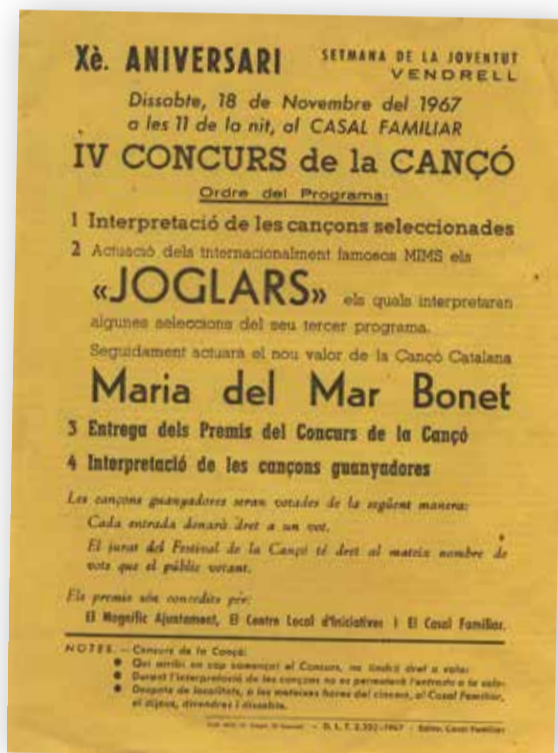 Xè. ANIVERSARI
SETMANA DE LA JOVENTUT
VENDRELL
Dissabte, 18 de Novembre del 1967
a les 11 de la nit, al CASAL FAMILIAR
IV CONCURS de la CANÇÓ
Ordre del Programa:
1 Interpretació de les cançons seleccionades
2 Actuació dels internacionalment famosos MIMS els
«JOGLARS» els quals interpretaran
algunes seleccions del seu tercer programa.
Seguidament actuarà el nou valor de la Cançó Catalana
Maria del Mar Bonet
3 Entrega dels Premis del Concurs de la Cançó
4 Interpretació de les cançons guanyadores
Les cançons guanyadores seran votades de la següent manera:
Cada entrada donarà dret a un vot.
El jurat del Festival de la Cançó té dret al mateix nombre de
vots que el públic votant.
Els premis són concedits per:
El Magnífic Ajuntament, El Centre Local d'Iniciatives i El Casal Familiar.
NOTES. - Concurs de la Cançó:
● Qui arribi un cop començat el Concurs, no tindrà dret a votar
● Durant l'interpretació de les cançons no es permetrà l'entrada a la sala.
● Despatx de localitats, a les mateixes hores del cinema, al Casal Familiar,
el dijous, divendres i dissabte.
- D. L. T. 2.352-1967 - Casal Familiar